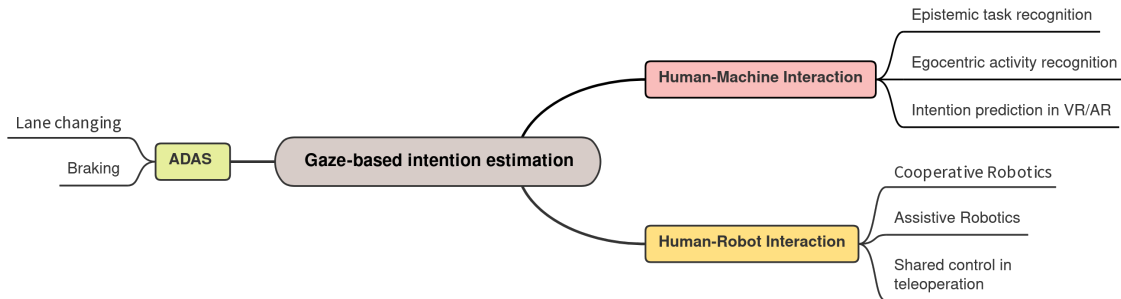 Epistemic task recognition
Egocentric activity recognition
Human-Machine Interaction
Intention prediction in VR/AR
Lane changing
ADAS
Gaze-based intention estimation
Braking
Cooperative Robotics
Assistive Robotics
Human-Robot Interaction
Shared control in
teleoperation